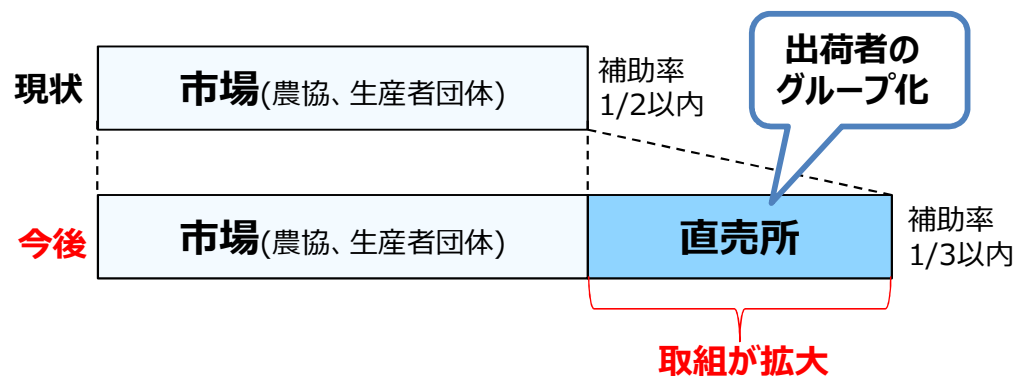 現状
市場(農協、生産者団体)
補助率
1/2以内
出荷者の
グループ化
今後
市場(農協、生産者団体)
直売所
補助率
1/3以内
取組が拡大